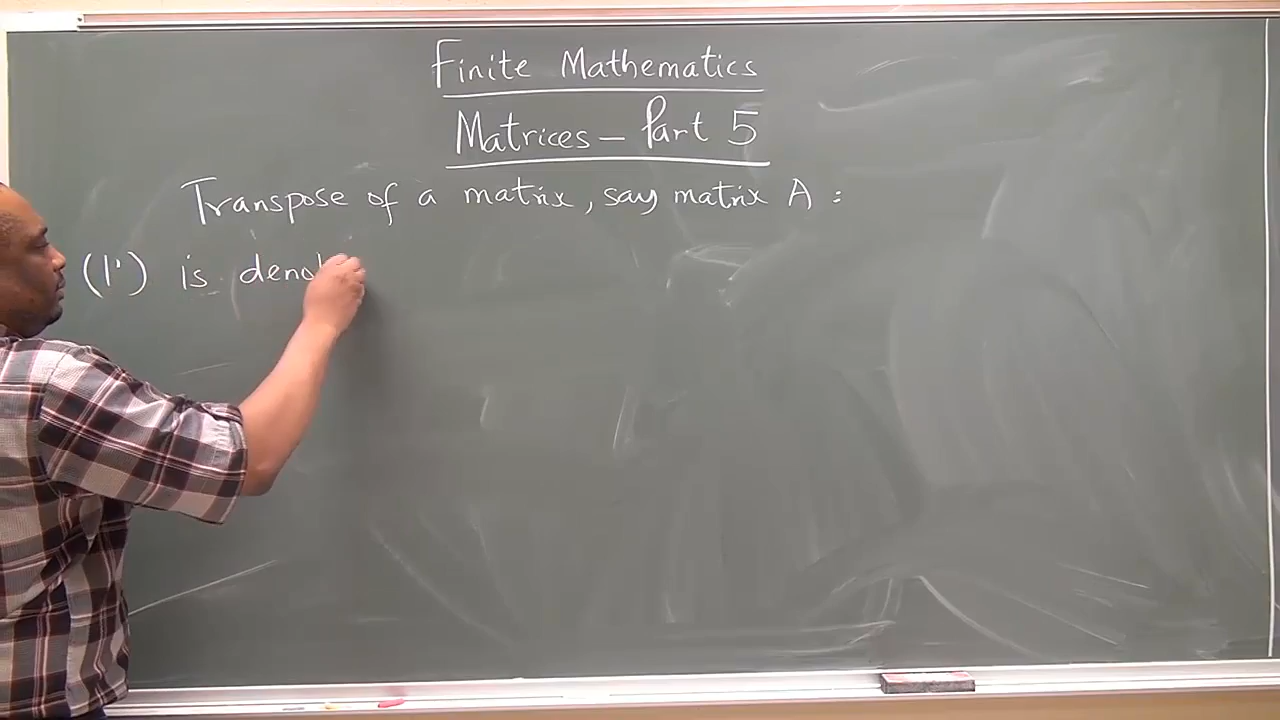 Finite Mathematics
Matrices - Part 5
Transpose of a matrix, say matrix A :
(1') is